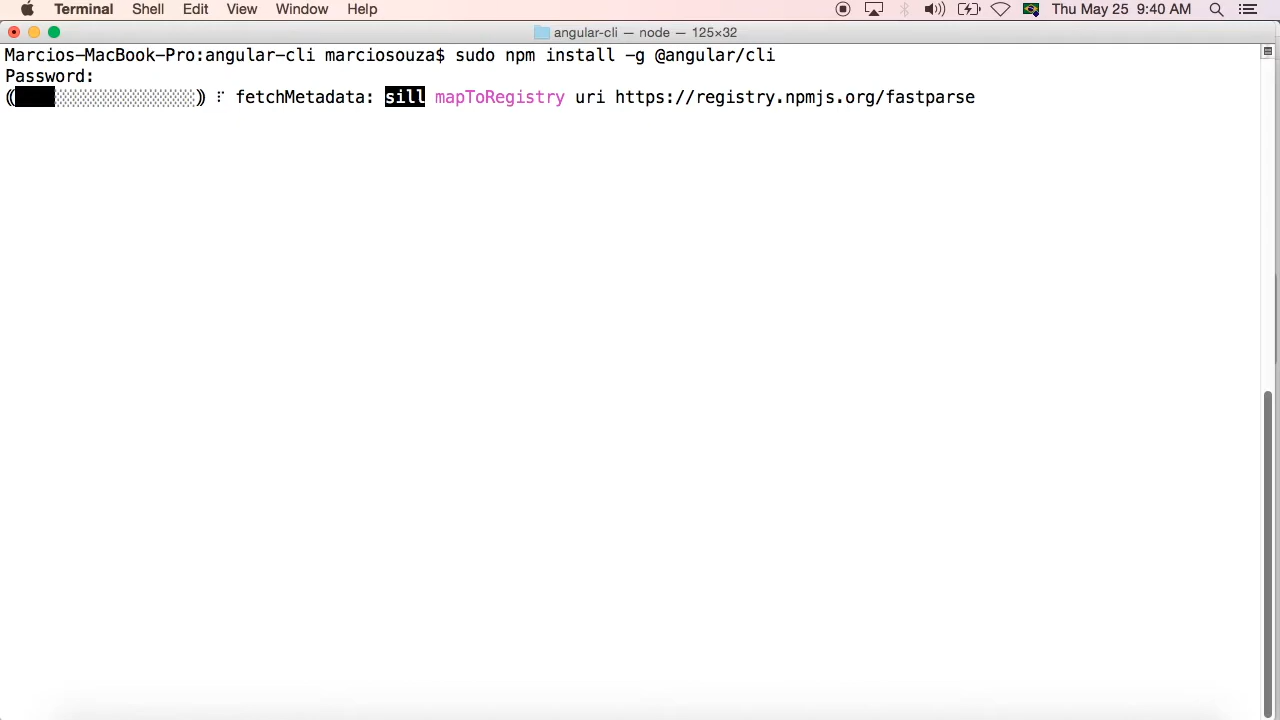 Terminal Shell Edit View Window Help Thu May 25 9:40 AM
angular-cli — node — 125×32
Marcios-MacBook-Pro:angular-cli marciosouza$ sudo npm install -g @angular/cli
Password:
(████░░░░░░░░░░░░░░) ⠏ fetchMetadata: sill mapToRegistry uri https://registry.npmjs.org/fastparse